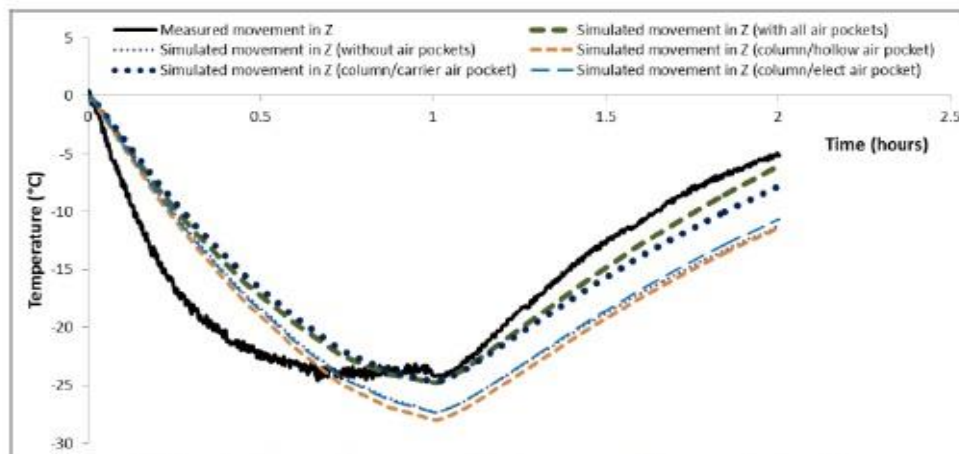 Measured movement in Z
Simulated movement in Z (with all air pockets)
Simulated movement in Z (without air pockets)
Simulated movement in Z (column/hollow air pocket)
Simulated movement in Z (column/carrier air pocket)
Simulated movement in Z (column/elect air pocket)
5
0
0
0.5
1
1.5
2
2.5
Time (hours)
-5
-10
-15
-20
-25
-30
Temperature (°C)